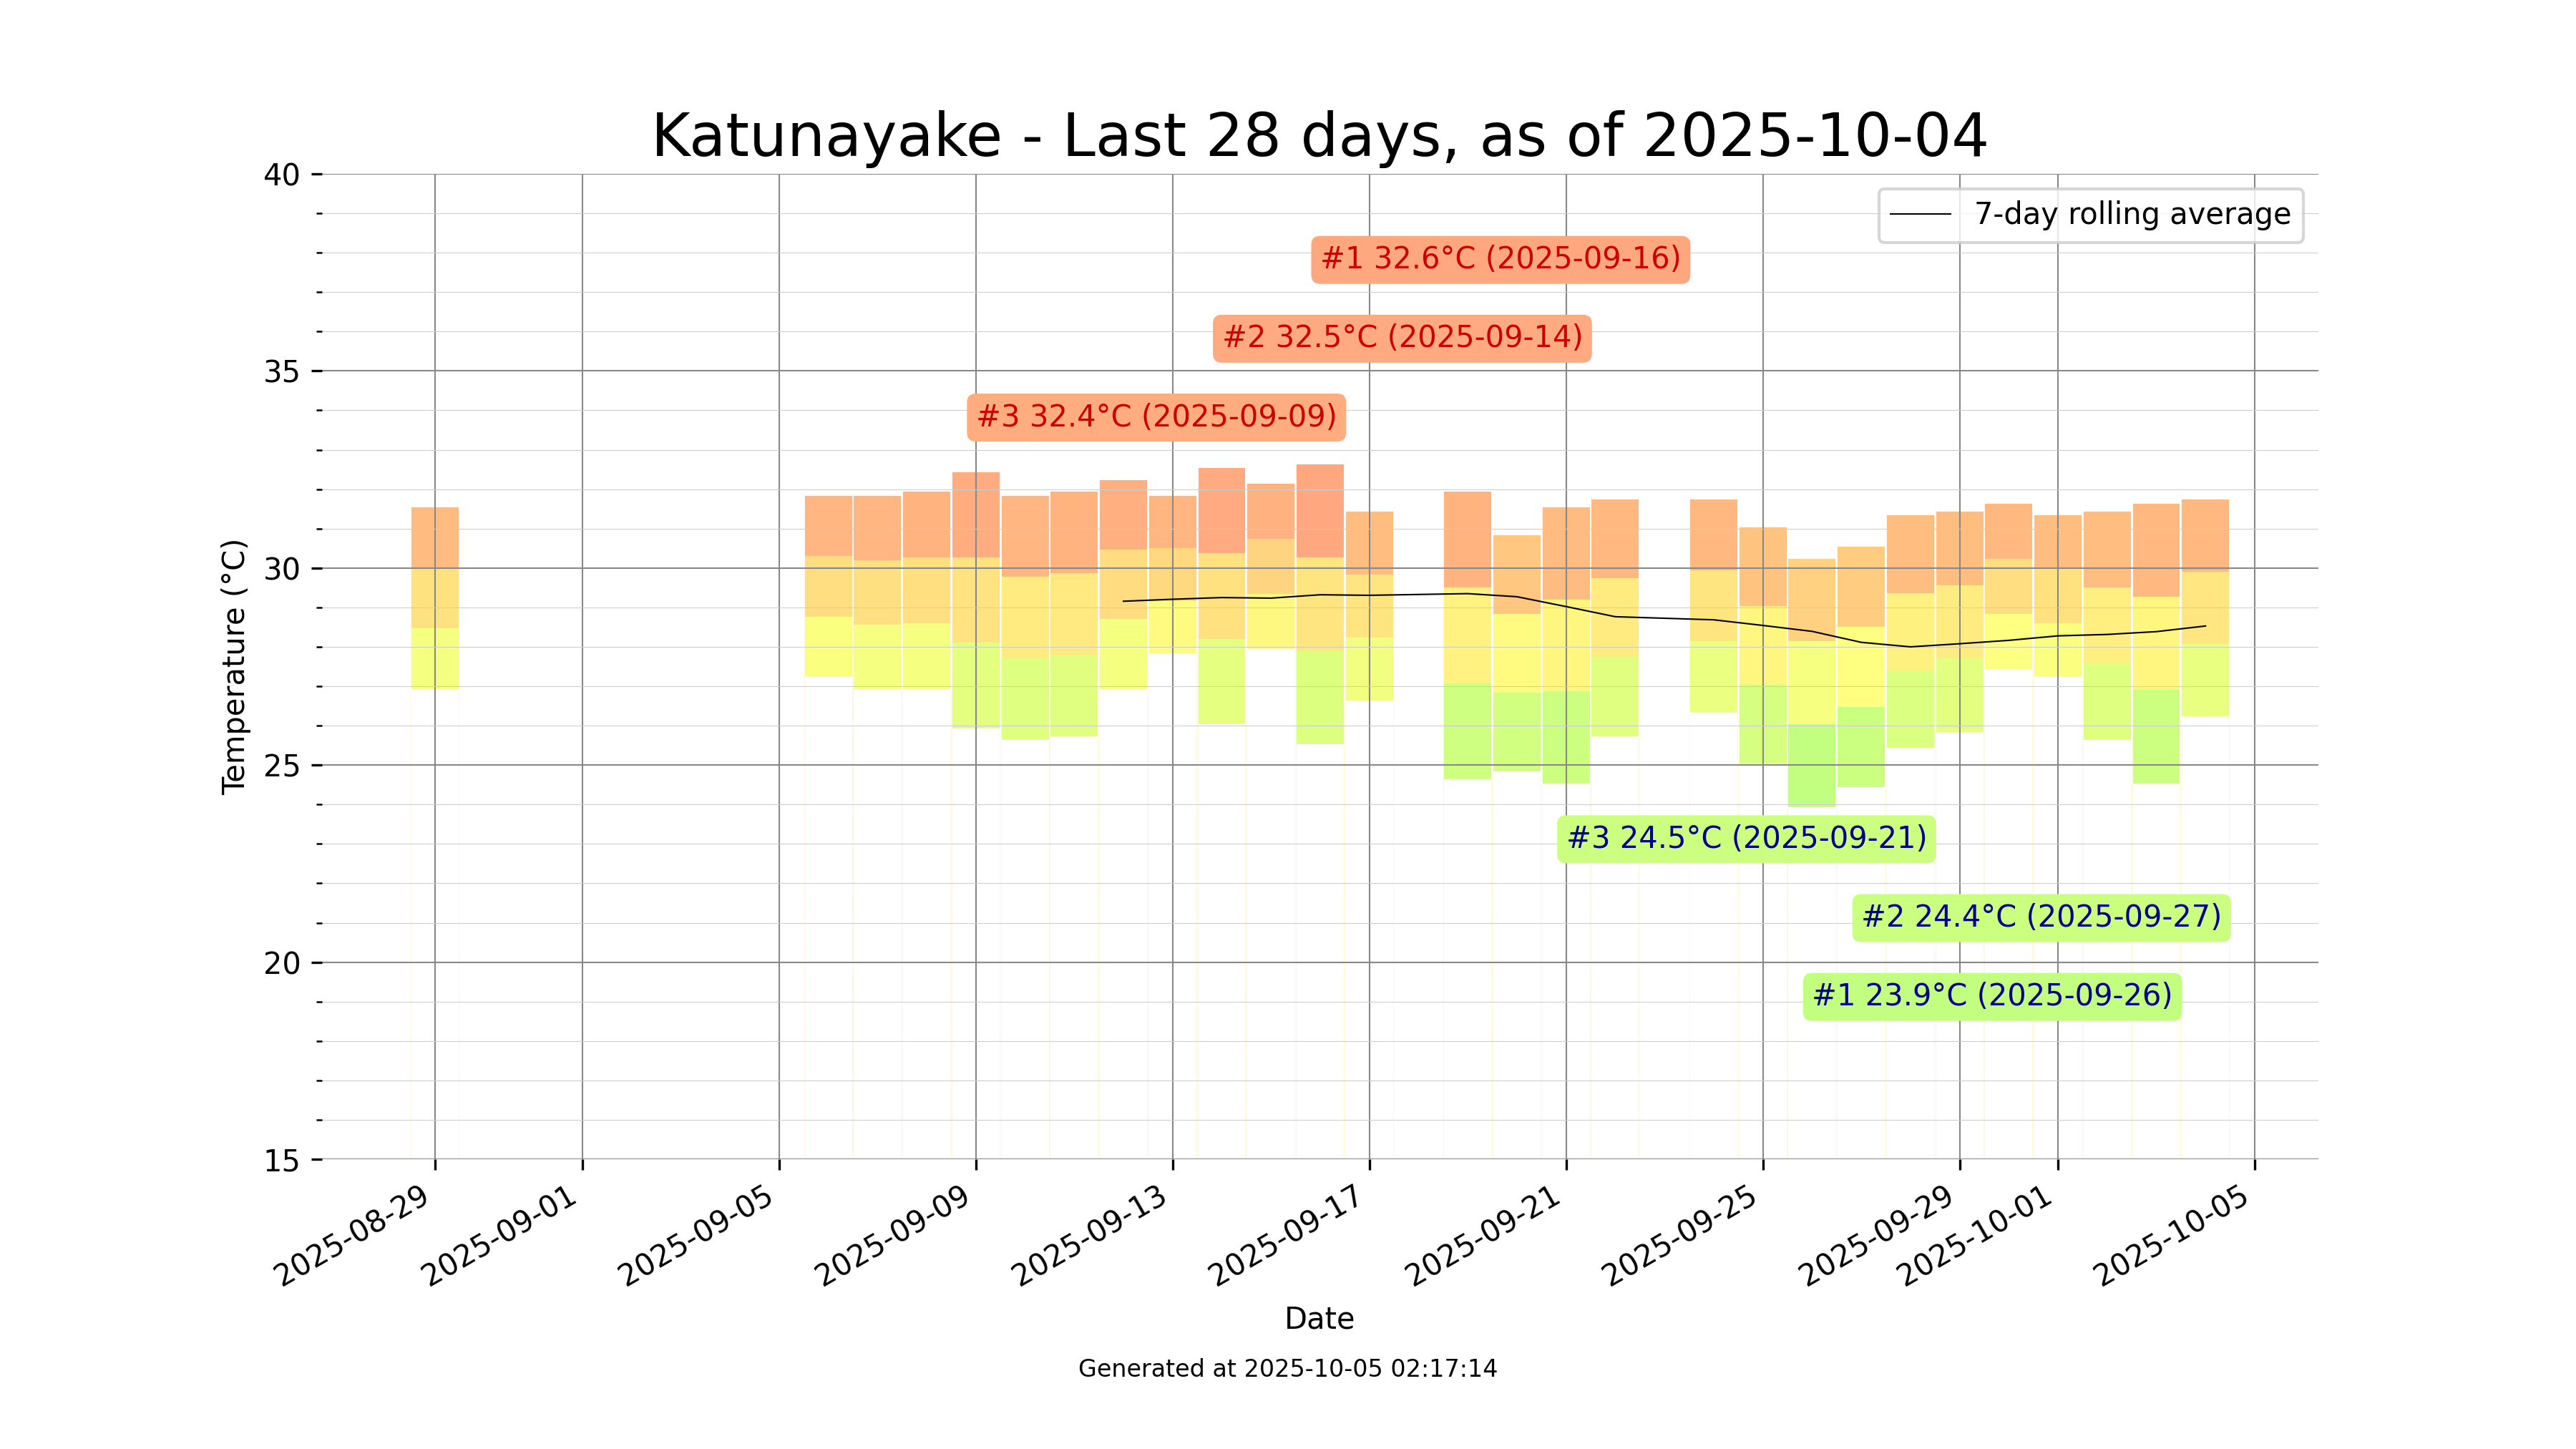 Katunayake - Last 28 days, as of 2025-10-04
7-day rolling average
#1 32.6°C (2025-09-16)
#2 32.5°C (2025-09-14)
#3 32.4°C (2025-09-09)
#3 24.5°C (2025-09-21)
#2 24.4°C (2025-09-27)
#1 23.9°C (2025-09-26)
Temperature (°C)
40
35
30
25
20
15
2025-08-29
2025-09-01
2025-09-05
2025-09-09
2025-09-13
2025-09-17
2025-09-21
2025-09-25
2025-09-29
2025-10-01
2025-10-05
Date
Generated at 2025-10-05 02:17:14